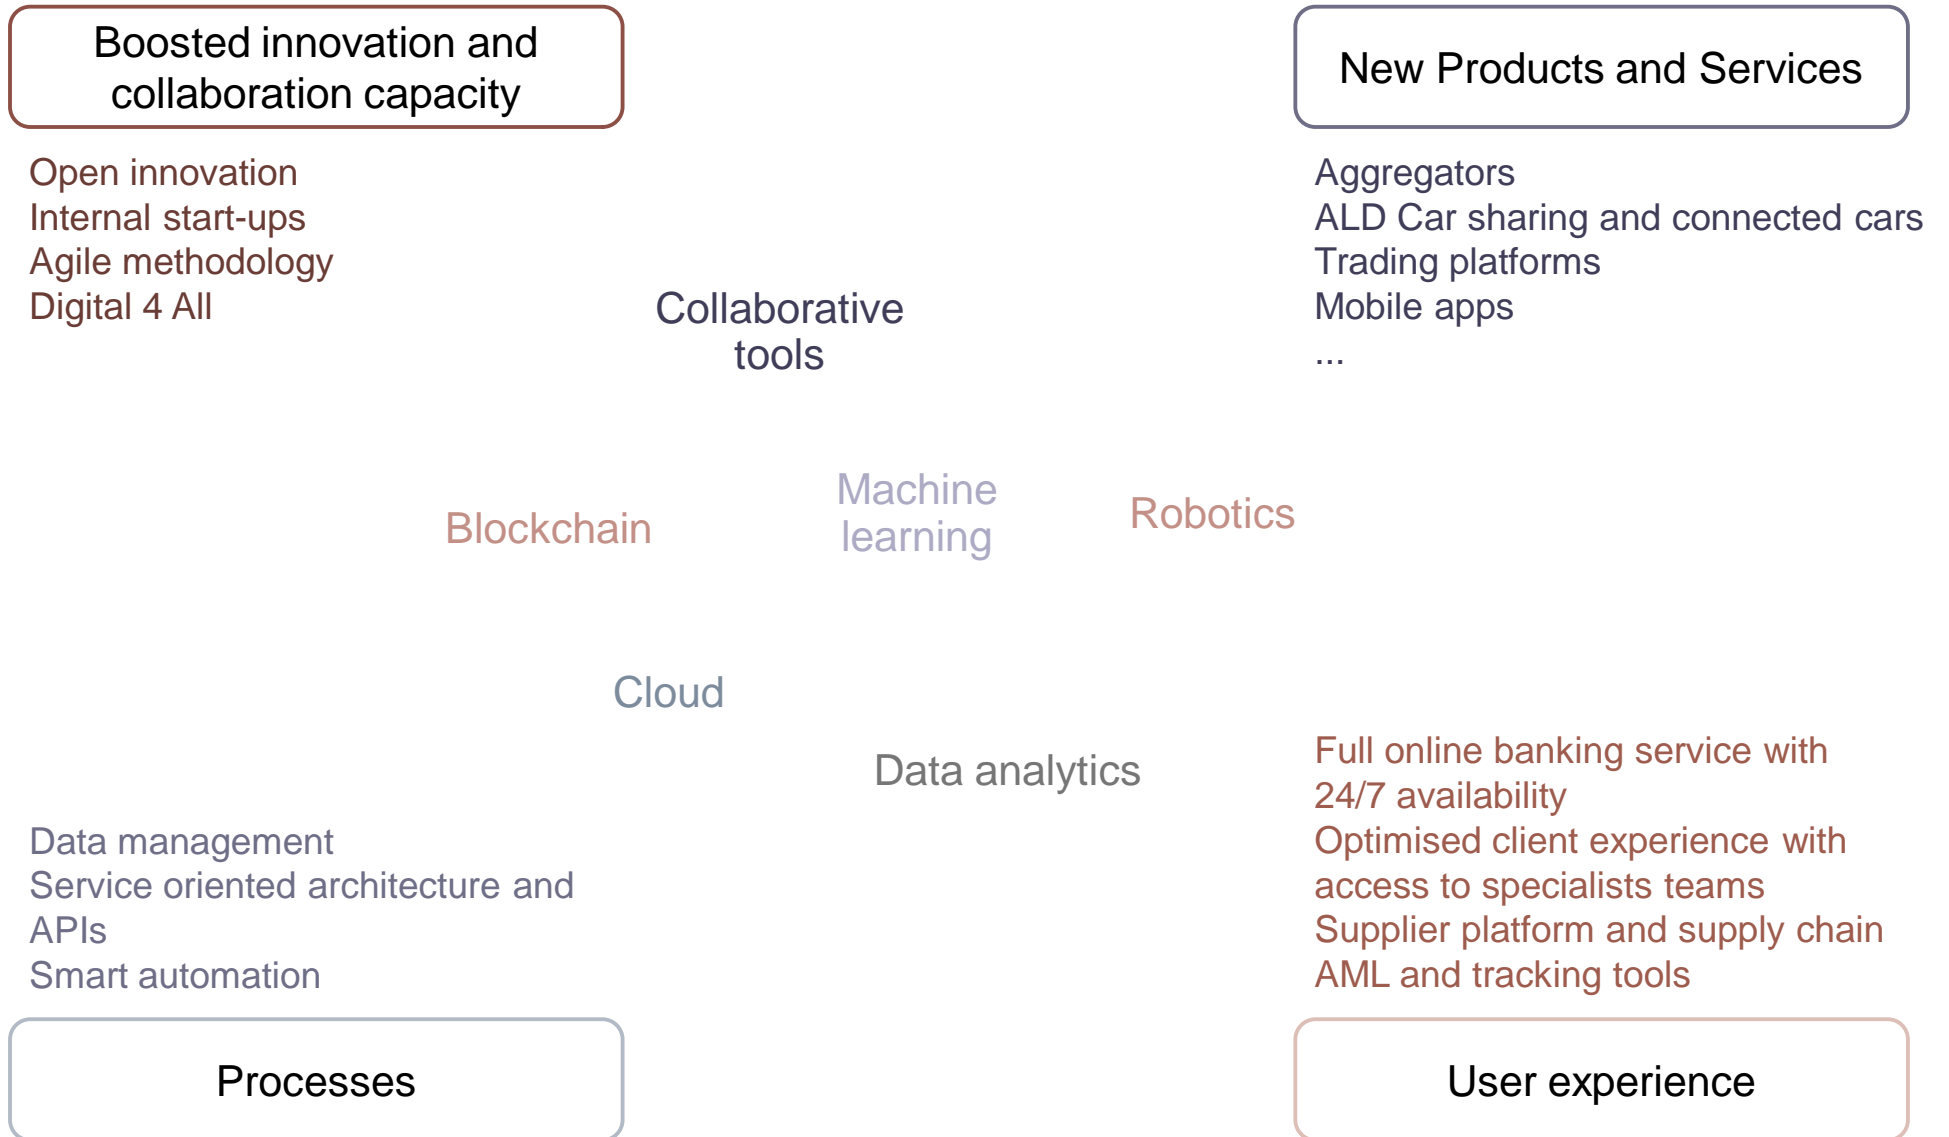 Boosted innovation and
collaboration capacity
Open innovation
Internal start-ups
Agile methodology
Digital 4 All
New Products and Services
Aggregators
ALD Car sharing and connected cars
Trading platforms
Mobile apps
...
Collaborative
tools
Blockchain
Machine
learning
Robotics
Cloud
Data analytics
Data management
Service oriented architecture and
APIs
Smart automation
Processes
Full online banking service with
24/7 availability
Optimised client experience with
access to specialists teams
Supplier platform and supply chain
AML and tracking tools
User experience